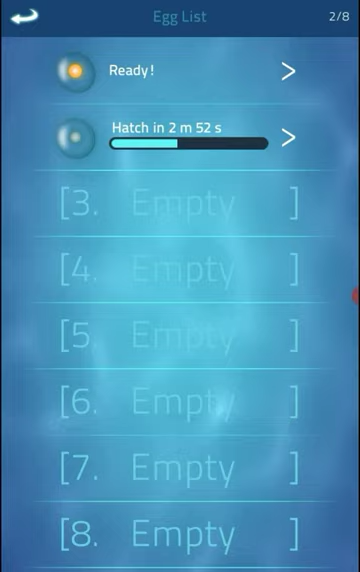 Egg List
2/8
Ready!
Hatch in 2 m 52 s
[3. Empty ]
[4. Empty ]
[5 Empty ]
[6. Empty ]
[7. Empty ]
[8. Empty ]